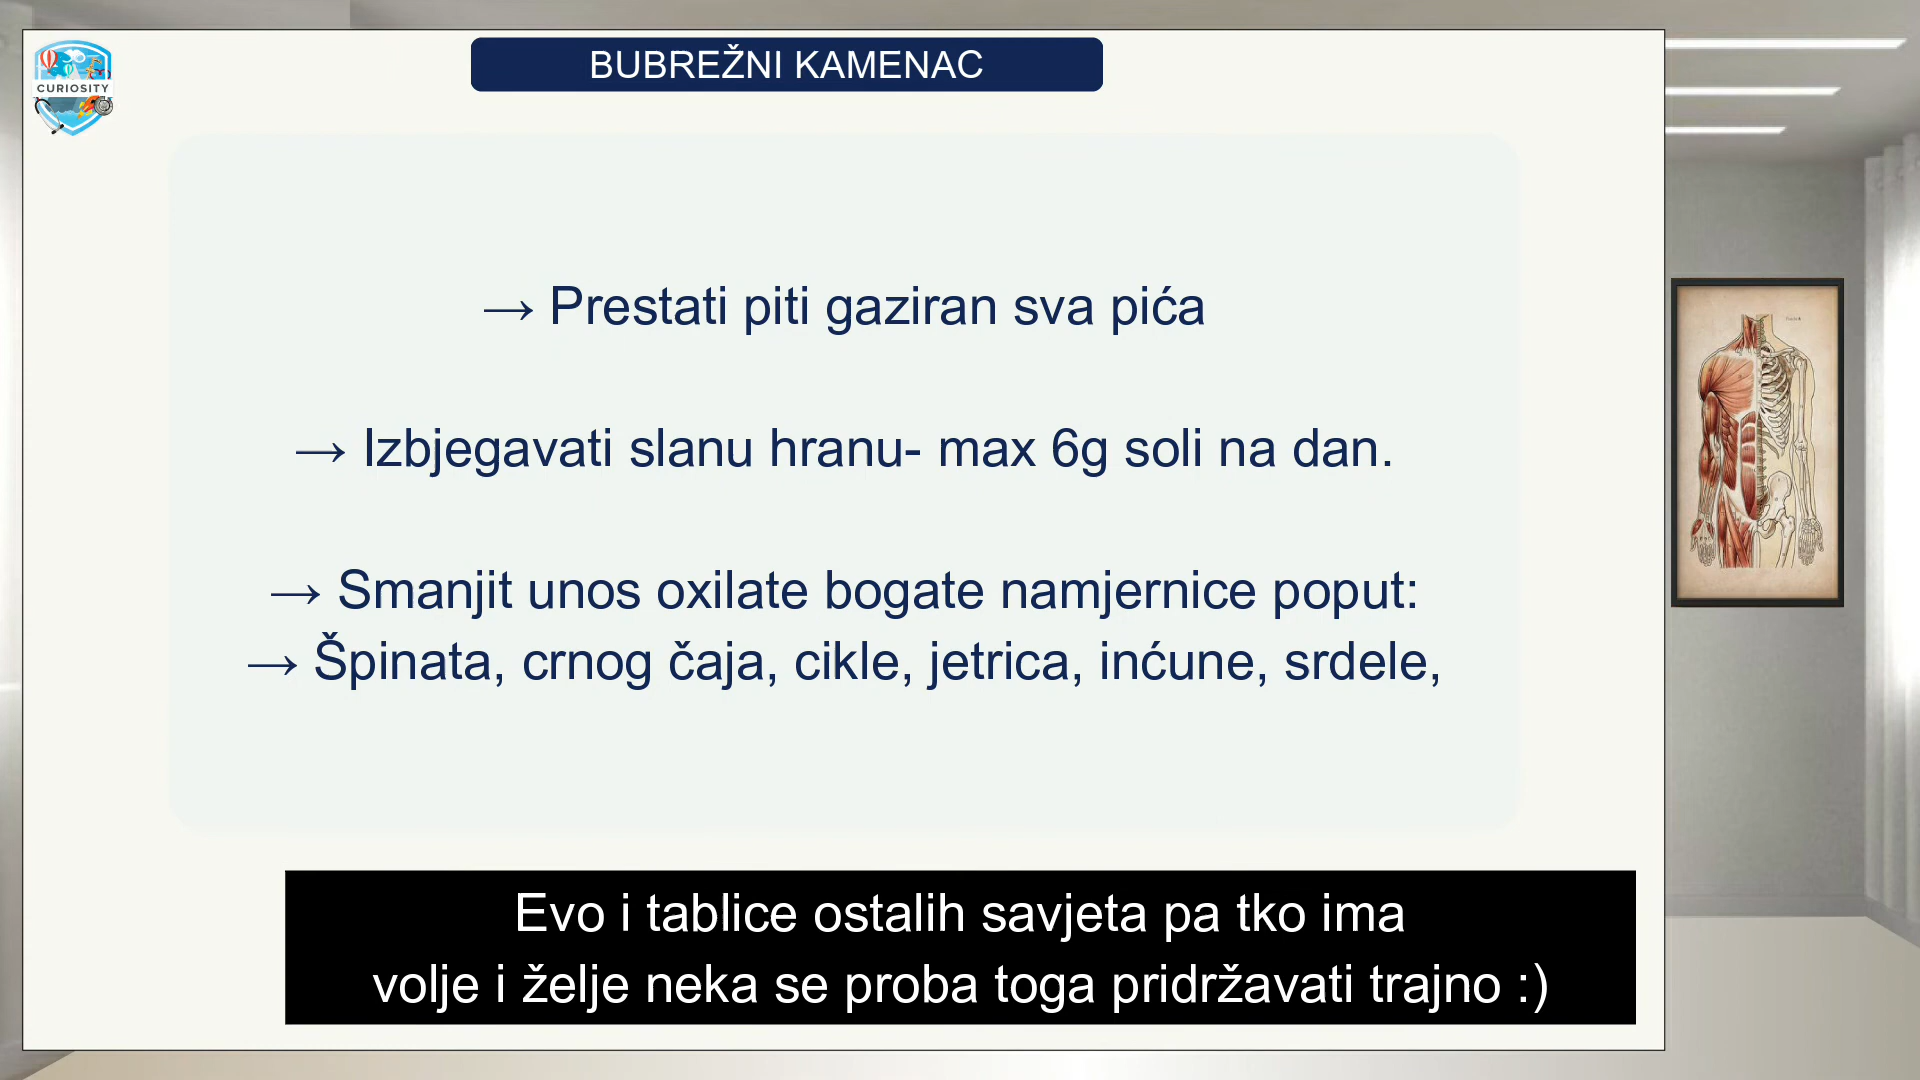 CURIOSITY
BUBREŽNI KAMENAC
→ Prestati piti gaziran sva pića
→ Izbjegavati slanu hranu- max 6g soli na dan.
→ Smanjit unos oxilate bogate namjernice poput:
→ Špinata, crnog čaja, cikle, jetrica, inćune, srdele,
Evo i tablice ostalih savjeta pa tko ima
volje i želje neka se proba toga pridržavati trajno :)